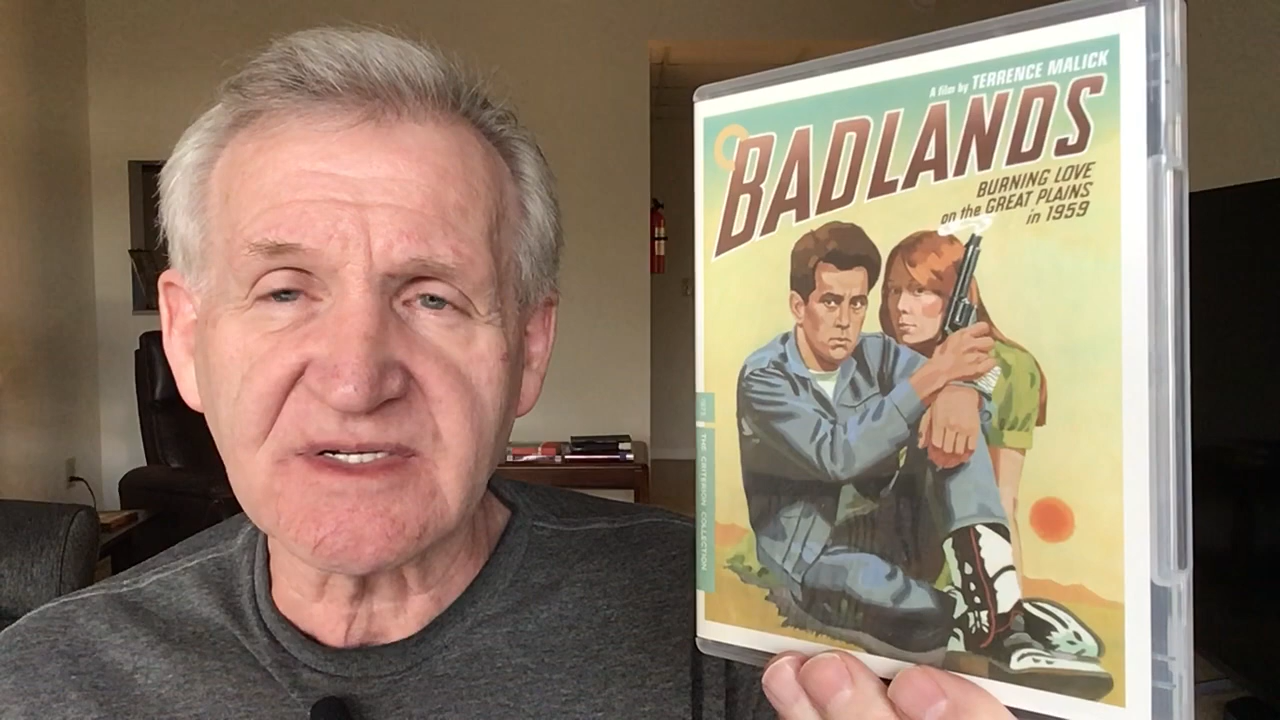 A film by TERRENCE MALICK
BADLANDS
BURNING LOVE
on the GREAT PLAINS
in 1959
THE CRITERION COLLECTION